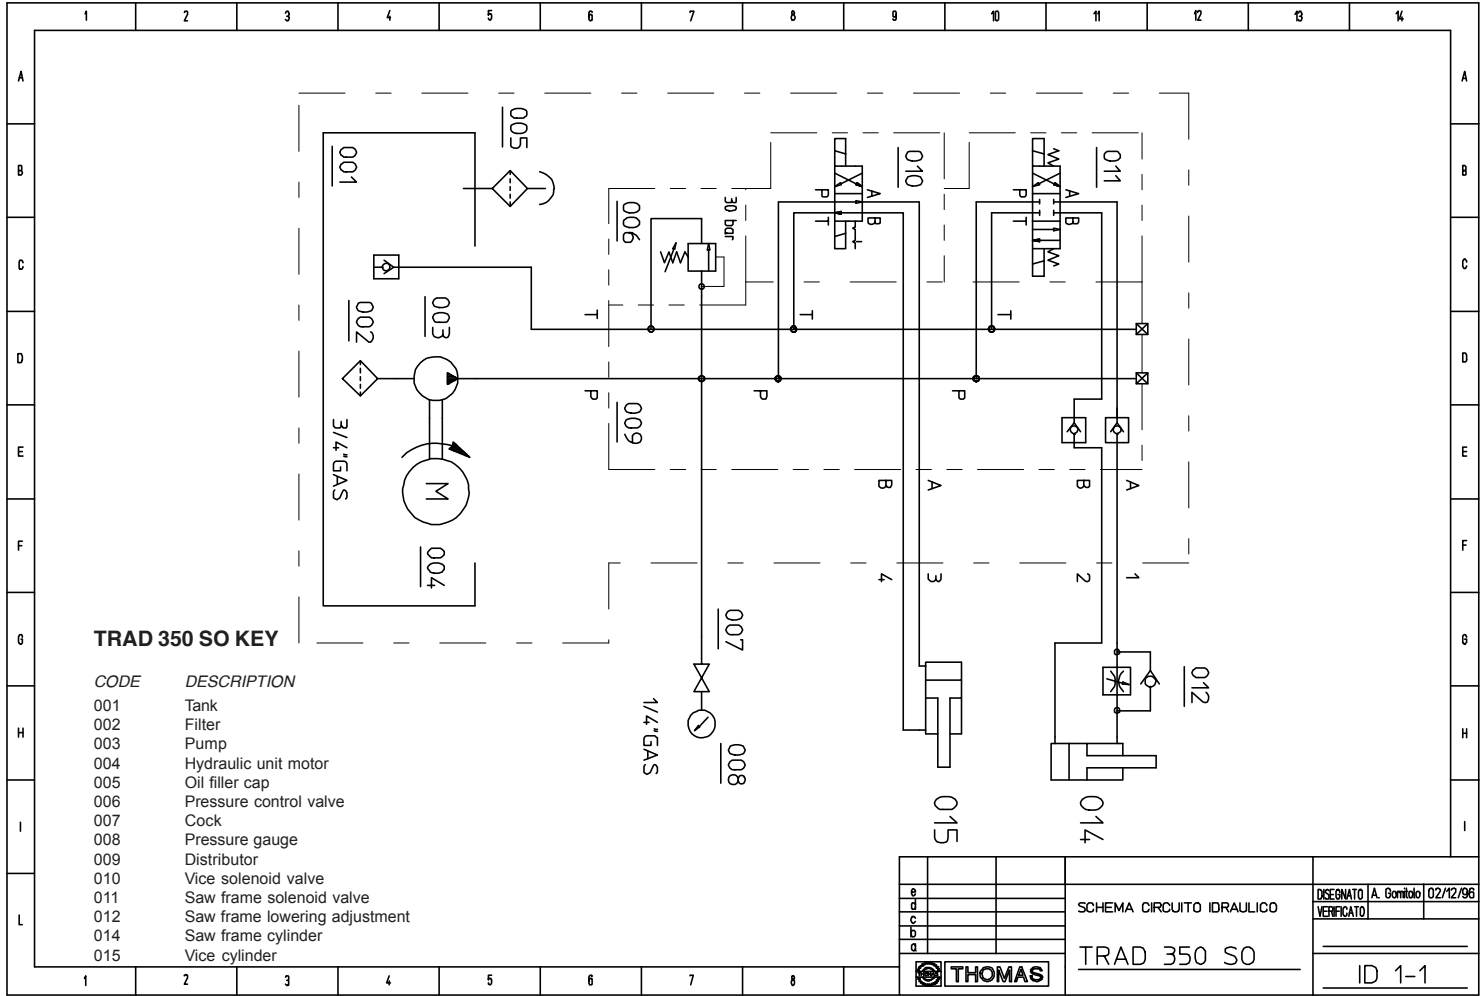 1 2 3 4 5 6 7 8 9 10 11 12 13 14
A A
B B
C C
D D
E E
F F
G G
H H
I I
L
001
005
006
30 bar
010
P A
T B
011
P A
T B
002
003
T T T
P P P
009
3/4"GAS
M
004
B A B A
4 3 2 1
007
1/4"GAS
008
012
015
014
TRAD 350 SO KEY
CODE DESCRIPTION
001 Tank
002 Filter
003 Pump
004 Hydraulic unit motor
005 Oil filler cap
006 Pressure control valve
007 Cock
008 Pressure gauge
009 Distributor
010 Vice solenoid valve
011 Saw frame solenoid valve
012 Saw frame lowering adjustment
014 Saw frame cylinder
015 Vice cylinder
e
d
c
b
a
THOMAS
SCHEMA CIRCUITO IDRAULICO
TRAD 350 SO
DISEGNATO A. Gomitolo 02/12/96
VERIFICATO
ID 1-1
1 2 3 4 5 6 7 8